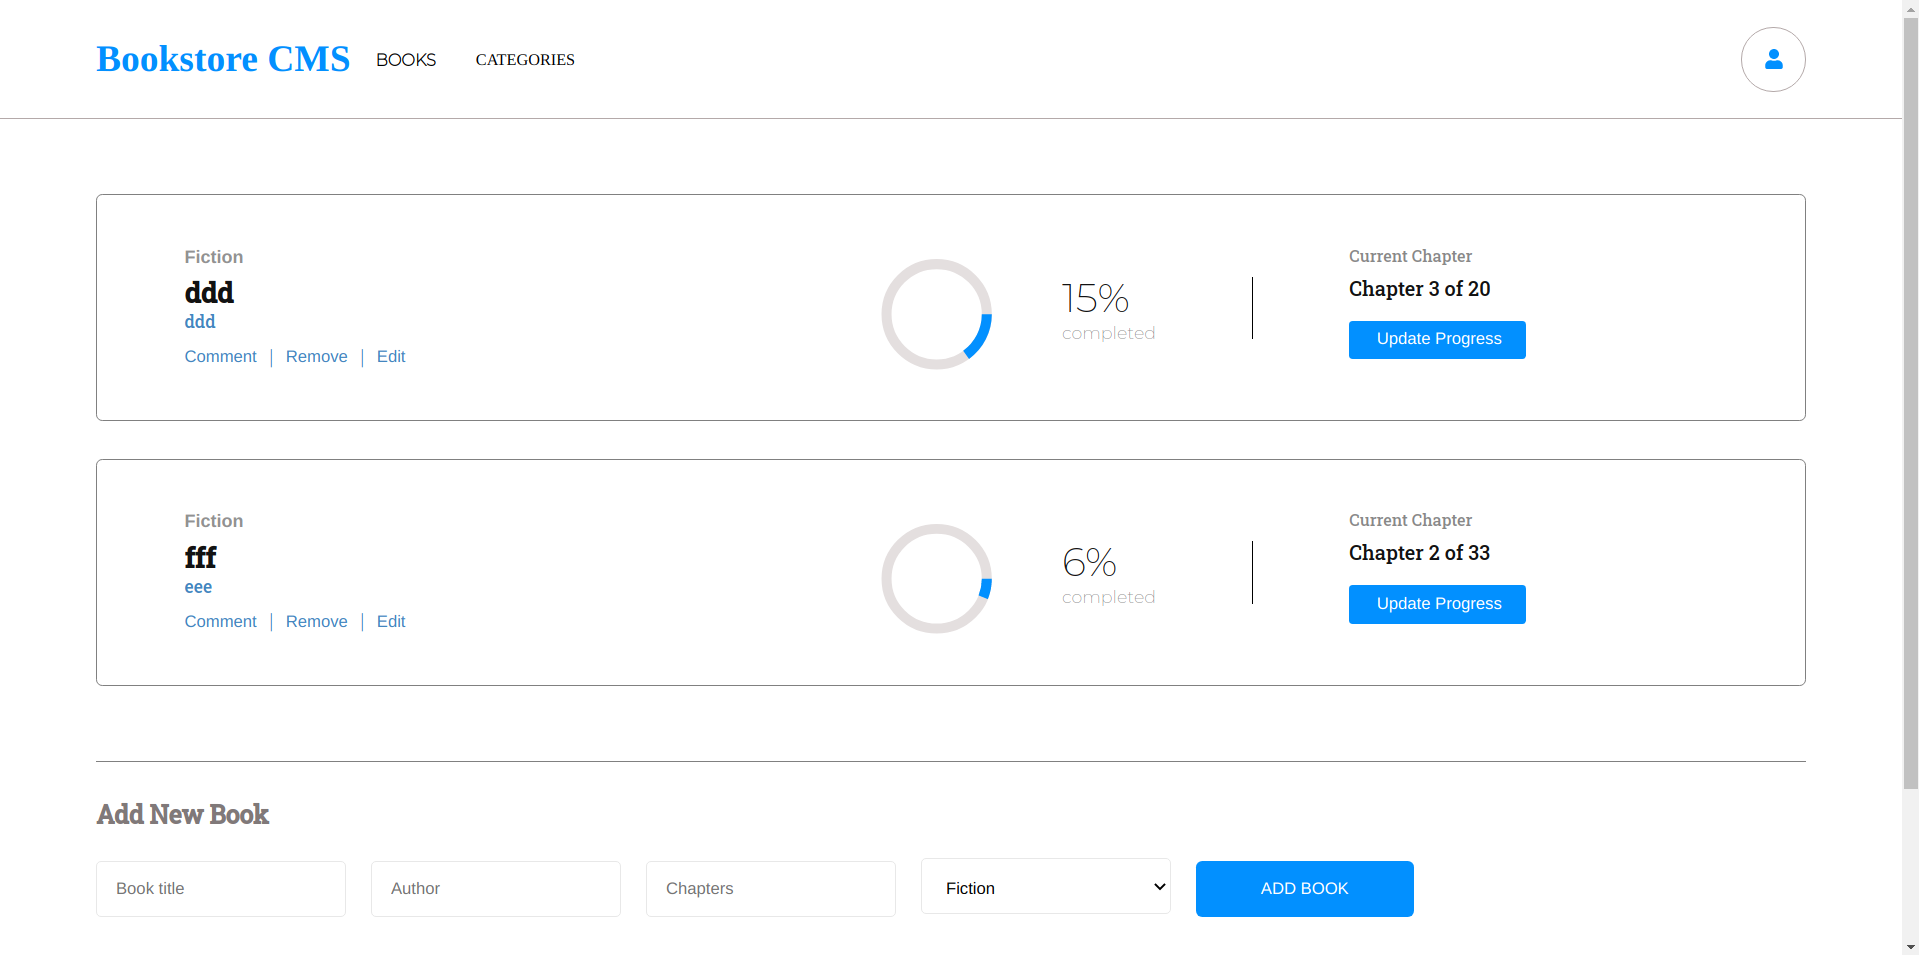 Bookstore CMS BOOKS CATEGORIES
Fiction
ddd
ddd
Comment | Remove | Edit
15%
completed
Current Chapter
Chapter 3 of 20
Update Progress
Fiction
fff
eee
Comment | Remove | Edit
6%
completed
Current Chapter
Chapter 2 of 33
Update Progress
Add New Book
Book title Author Chapters Fiction ADD BOOK